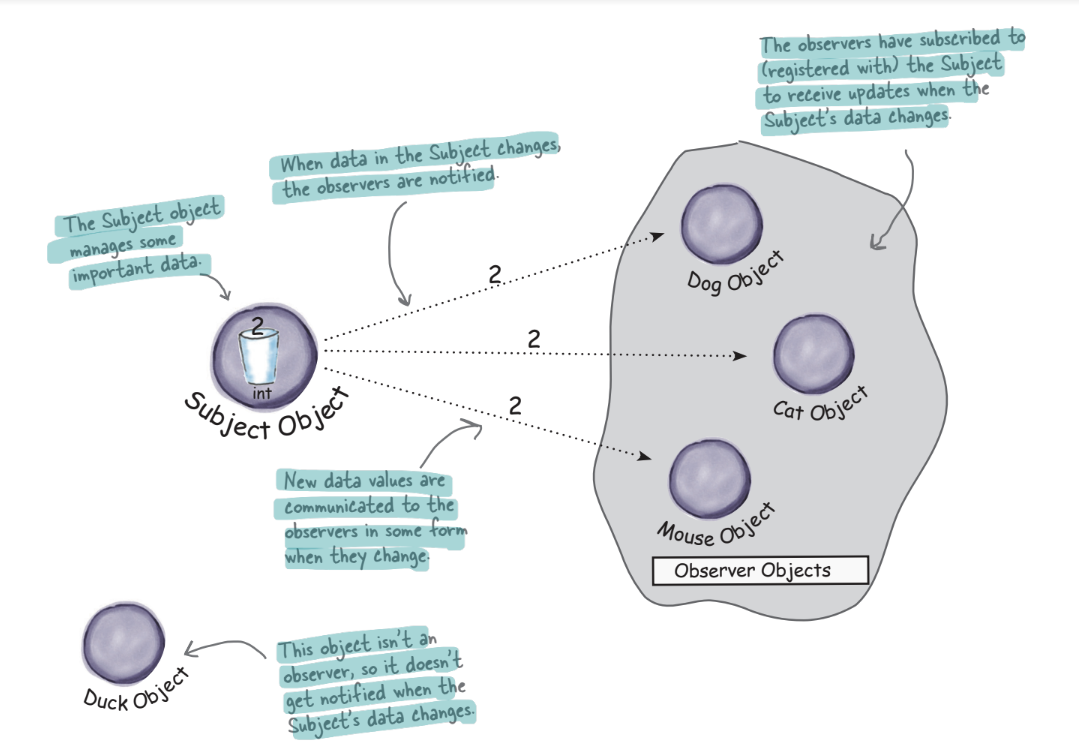 The observers have subscribed to
(registered with) the Subject
to receive updates when the
Subject's data changes.
When data in the Subject changes,
the observers are notified.
The Subject object
manages some
important data.
2
int
Subject Object
2
2
2
Dog Object
Cat Object
Mouse Object
Observer Objects
New data values are
communicated to the
observers in some form
when they change.
Duck Object
This object isn't an
observer, so it doesn't
get notified when the
Subject's data changes.